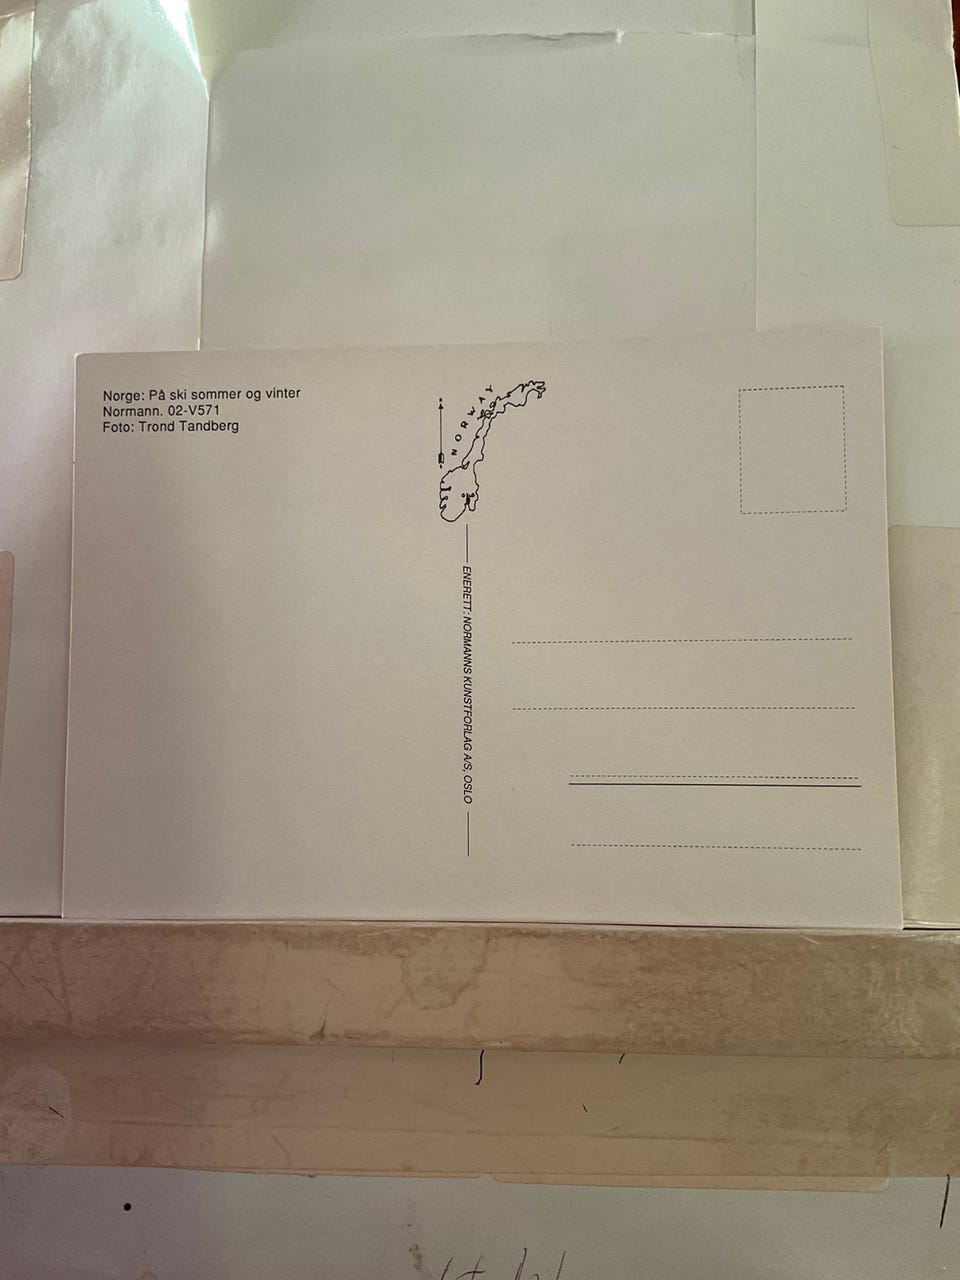 Norge: På ski sommer og vinter
Normann. 02-V571
Foto: Trond Tandberg
NORWAY
ENERETT: NORMANNS KUNSTFORLAG A/S, OSLO